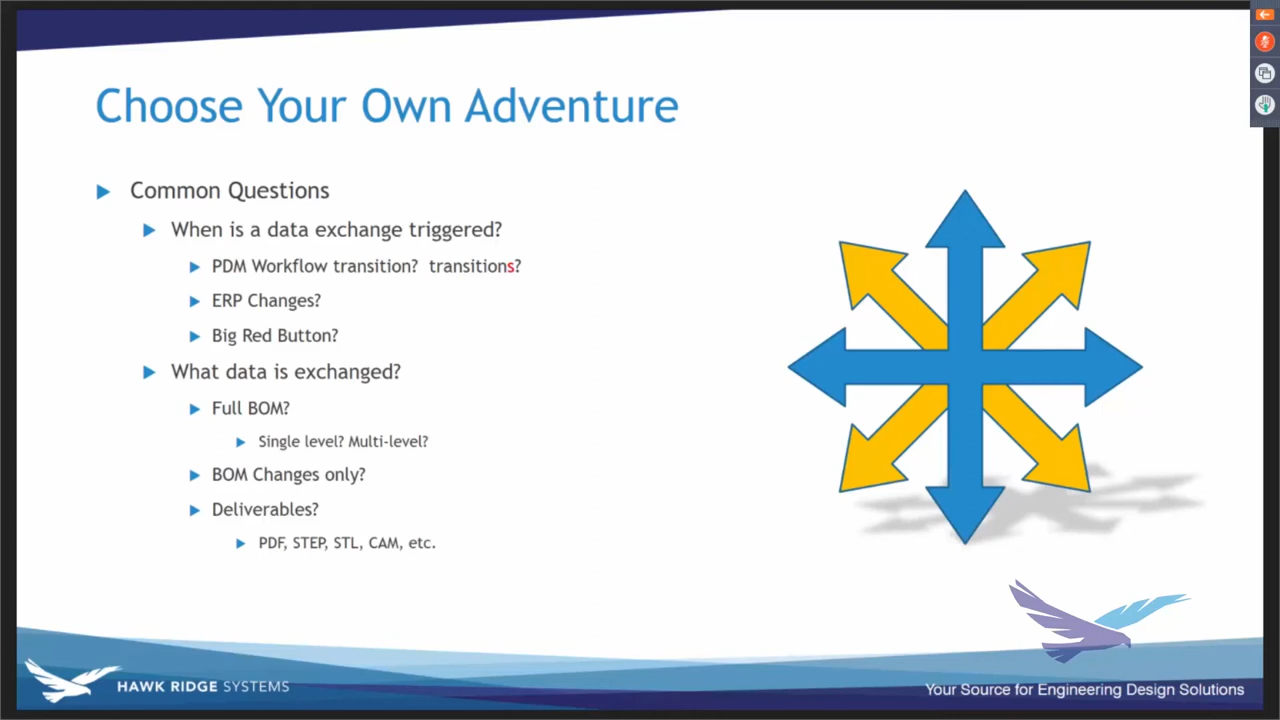 Choose Your Own Adventure
Common Questions
When is a data exchange triggered?
PDM Workflow transition? transitions?
ERP Changes?
Big Red Button?
What data is exchanged?
Full BOM?
Single level? Multi-level?
BOM Changes only?
Deliverables?
PDF, STEP, STL, CAM, etc.
HAWK RIDGE SYSTEMS
Your Source for Engineering Design Solutions